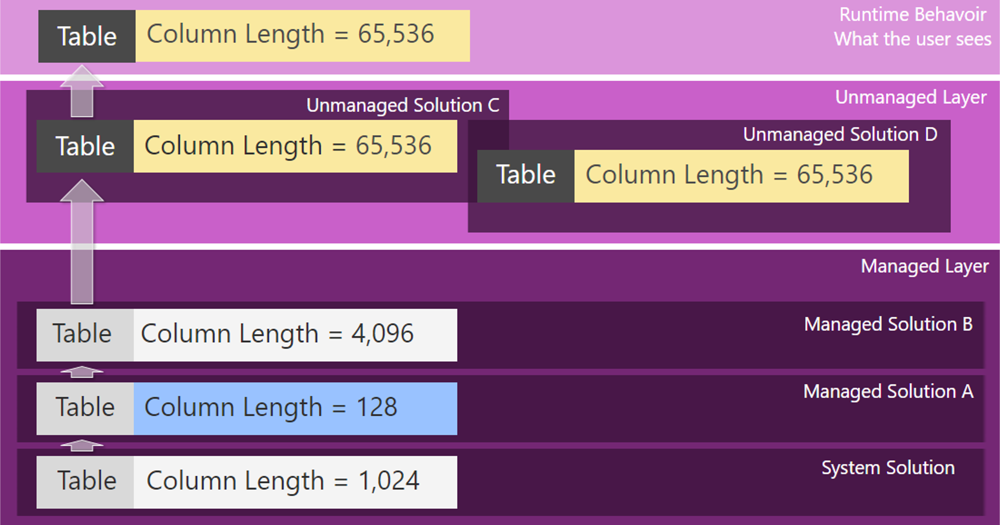 Table
Column Length = 65,536
Runtime Behavoir
What the user sees
Unmanaged Layer
Unmanaged Solution C
Table
Column Length = 65,536
Unmanaged Solution D
Table
Column Length = 65,536
Managed Layer
Managed Solution B
Table
Column Length = 4,096
Managed Solution A
Table
Column Length = 128
System Solution
Table
Column Length = 1,024